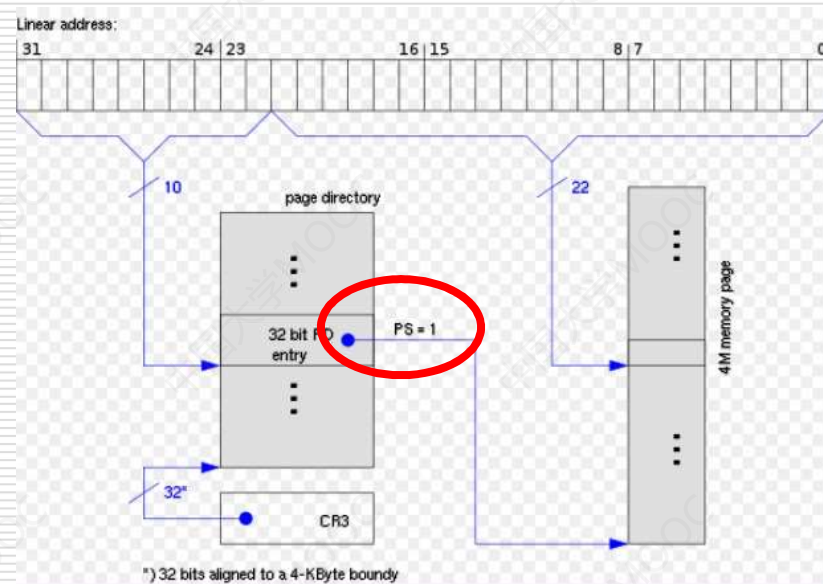 Linear address:
31 24 23 16 15 8 7 0
10
22
page directory
32 bit PD
entry
PS = 1
4M memory page
32*
CR3
*) 32 bits aligned to a 4-KByte boundy